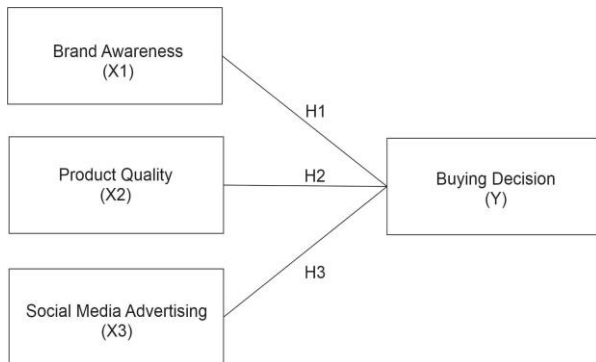 Brand Awareness
(X1)
H1
Product Quality
(X2)
H2
Buying Decision
(Y)
H3
Social Media Advertising
(X3)